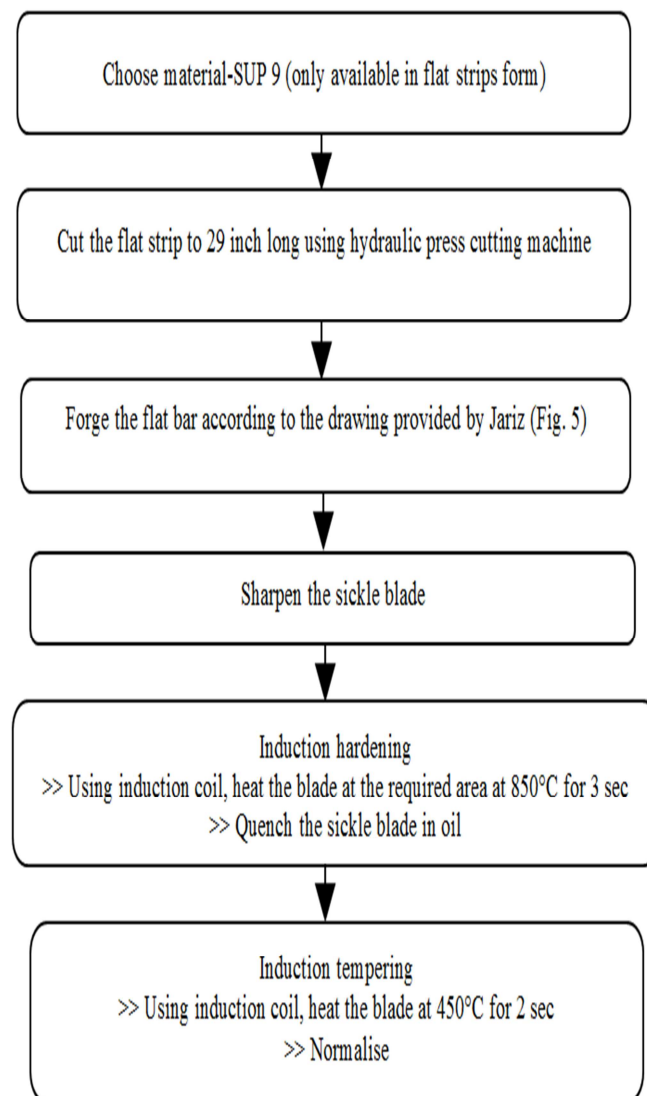 Choose material-SUP 9 (only available in flat strips form)
Cut the flat strip to 29 inch long using hydraulic press cutting machine
Forge the flat bar according to the drawing provided by Jariz (Fig. 5)
Sharpen the sickle blade
Induction hardening
>> Using induction coil, heat the blade at the required area at 850°C for 3 sec
>> Quench the sickle blade in oil
Induction tempering
>> Using induction coil, heat the blade at 450°C for 2 sec
>> Normalise